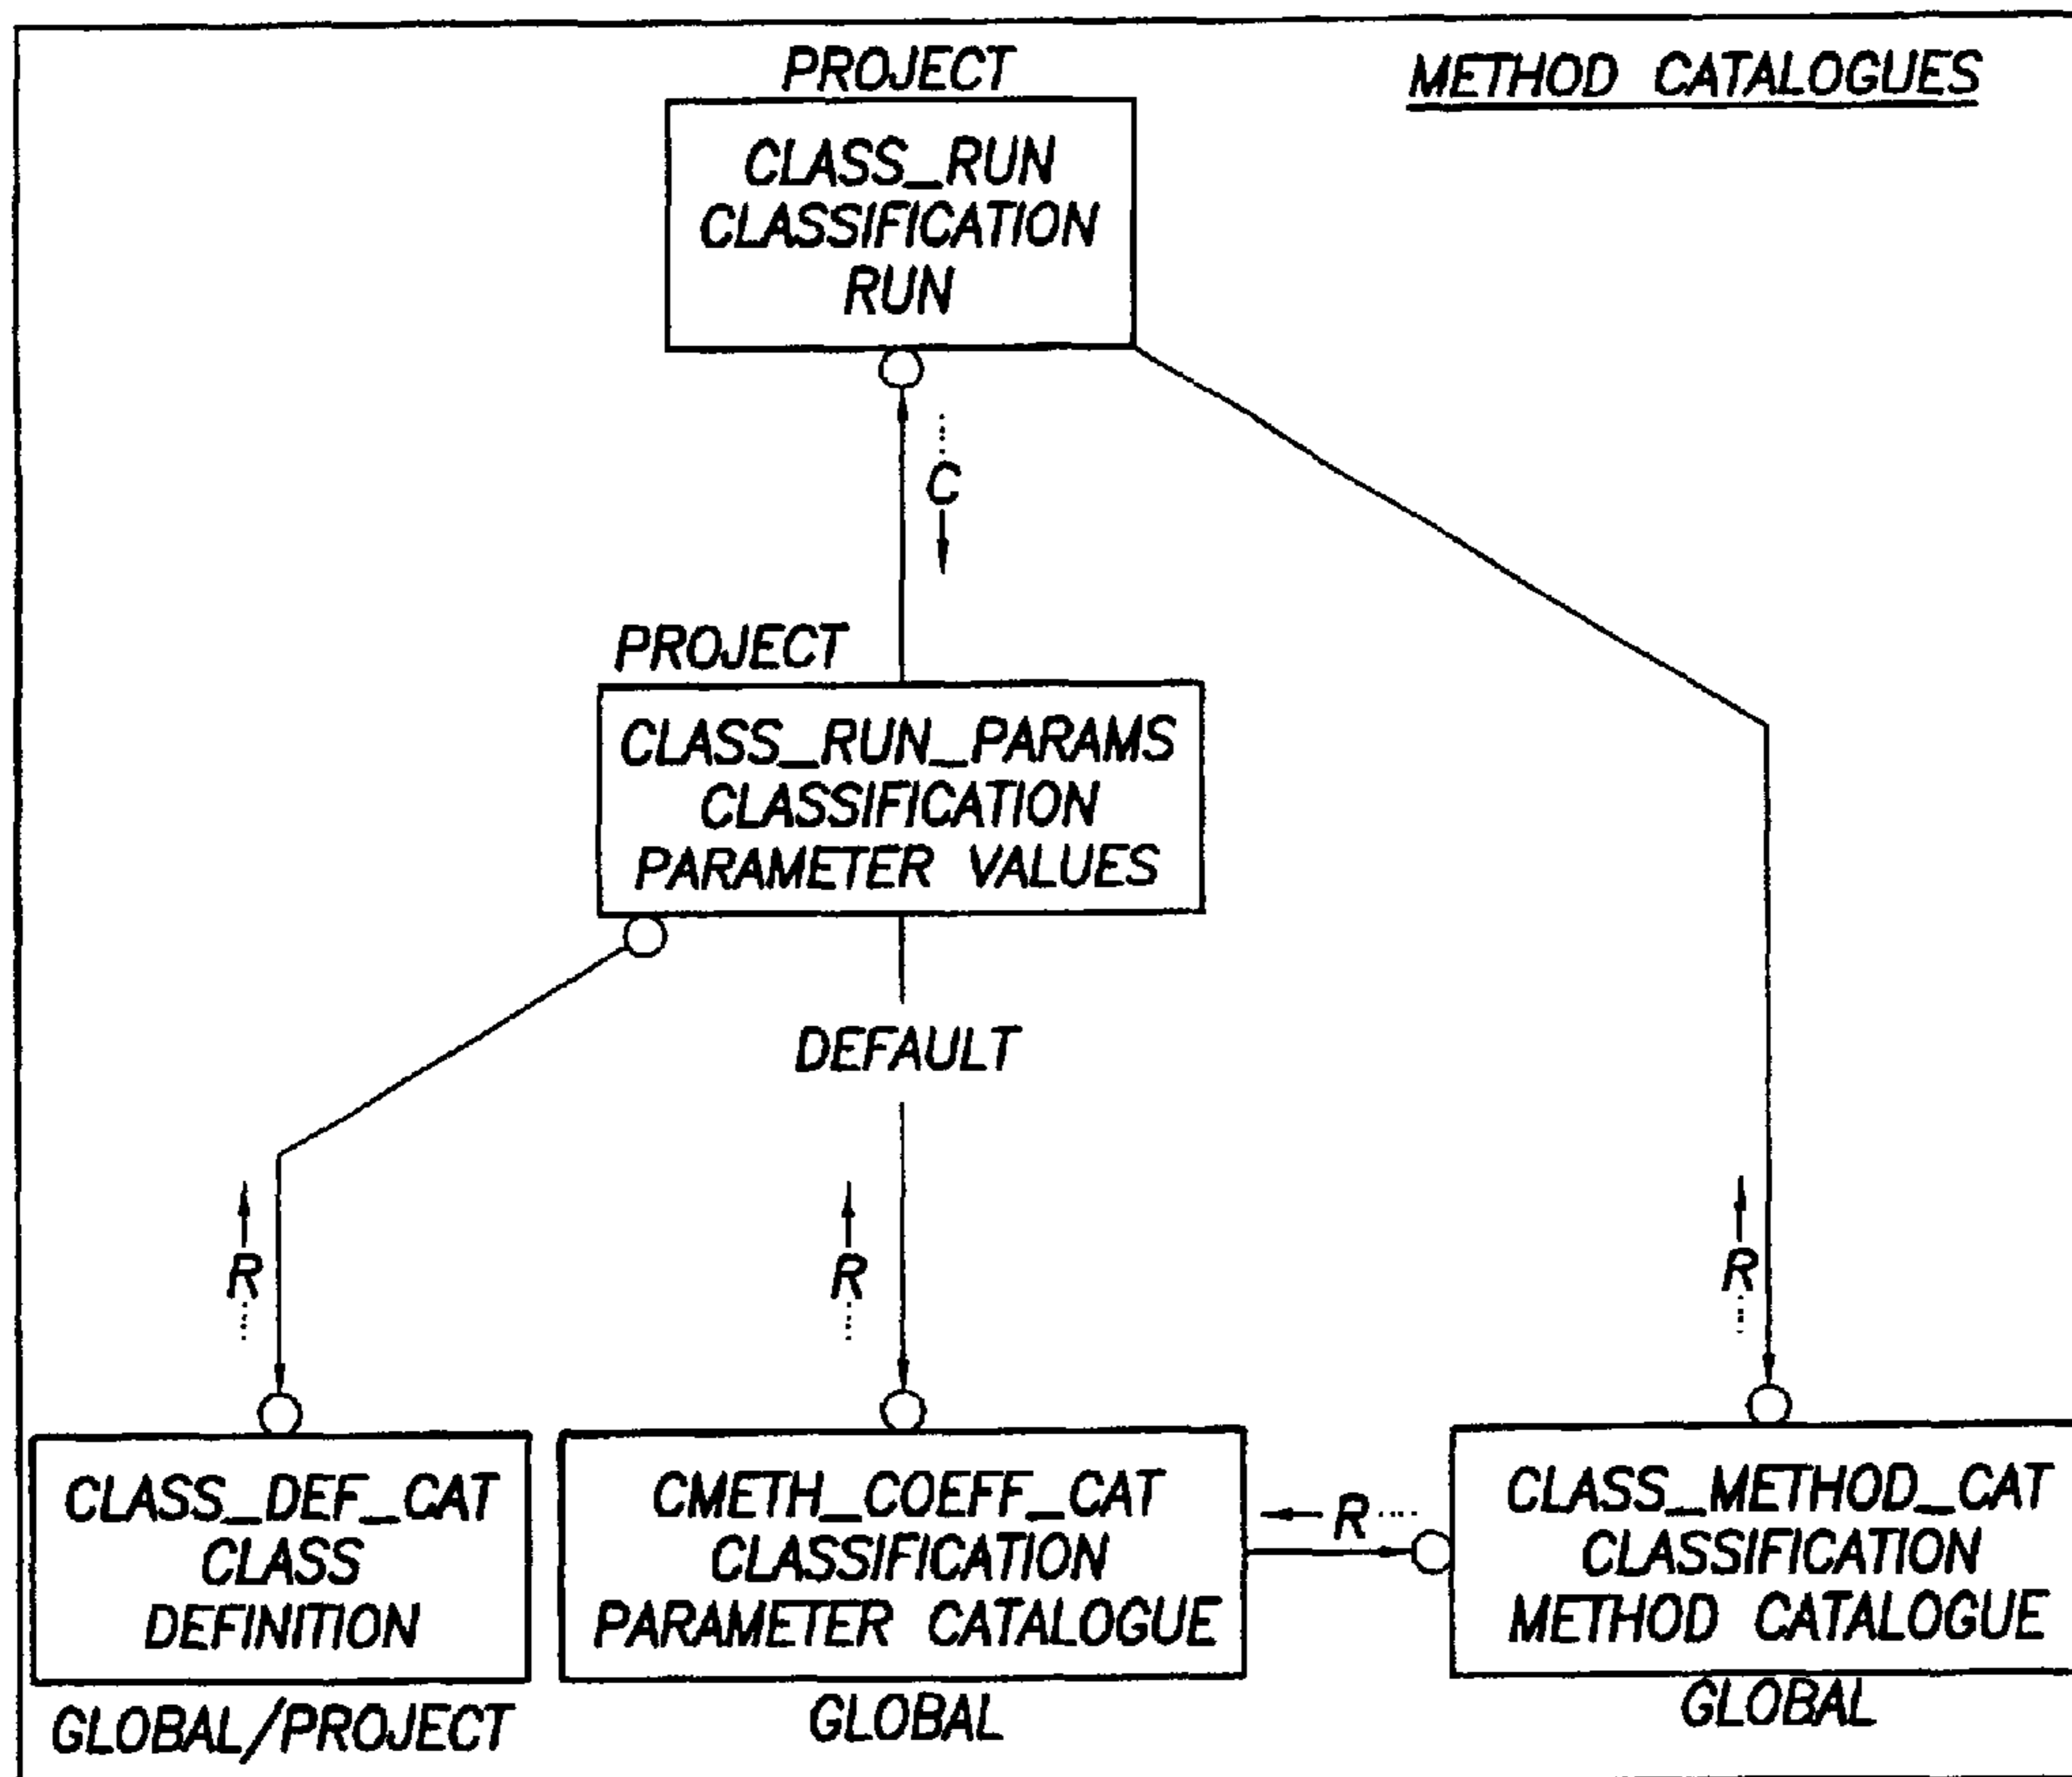 PROJECT
METHOD CATALOGUES
CLASS_RUN
CLASSIFICATION
RUN
C
PROJECT
CLASS_RUN_PARAMS
CLASSIFICATION
PARAMETER VALUES
DEFAULT
R
R
R
CLASS_DEF_CAT
CLASS
DEFINITION
GLOBAL/PROJECT
CMETH_COEFF_CAT
CLASSIFICATION
PARAMETER CATALOGUE
GLOBAL
R
CLASS_METHOD_CAT
CLASSIFICATION
METHOD CATALOGUE
GLOBAL